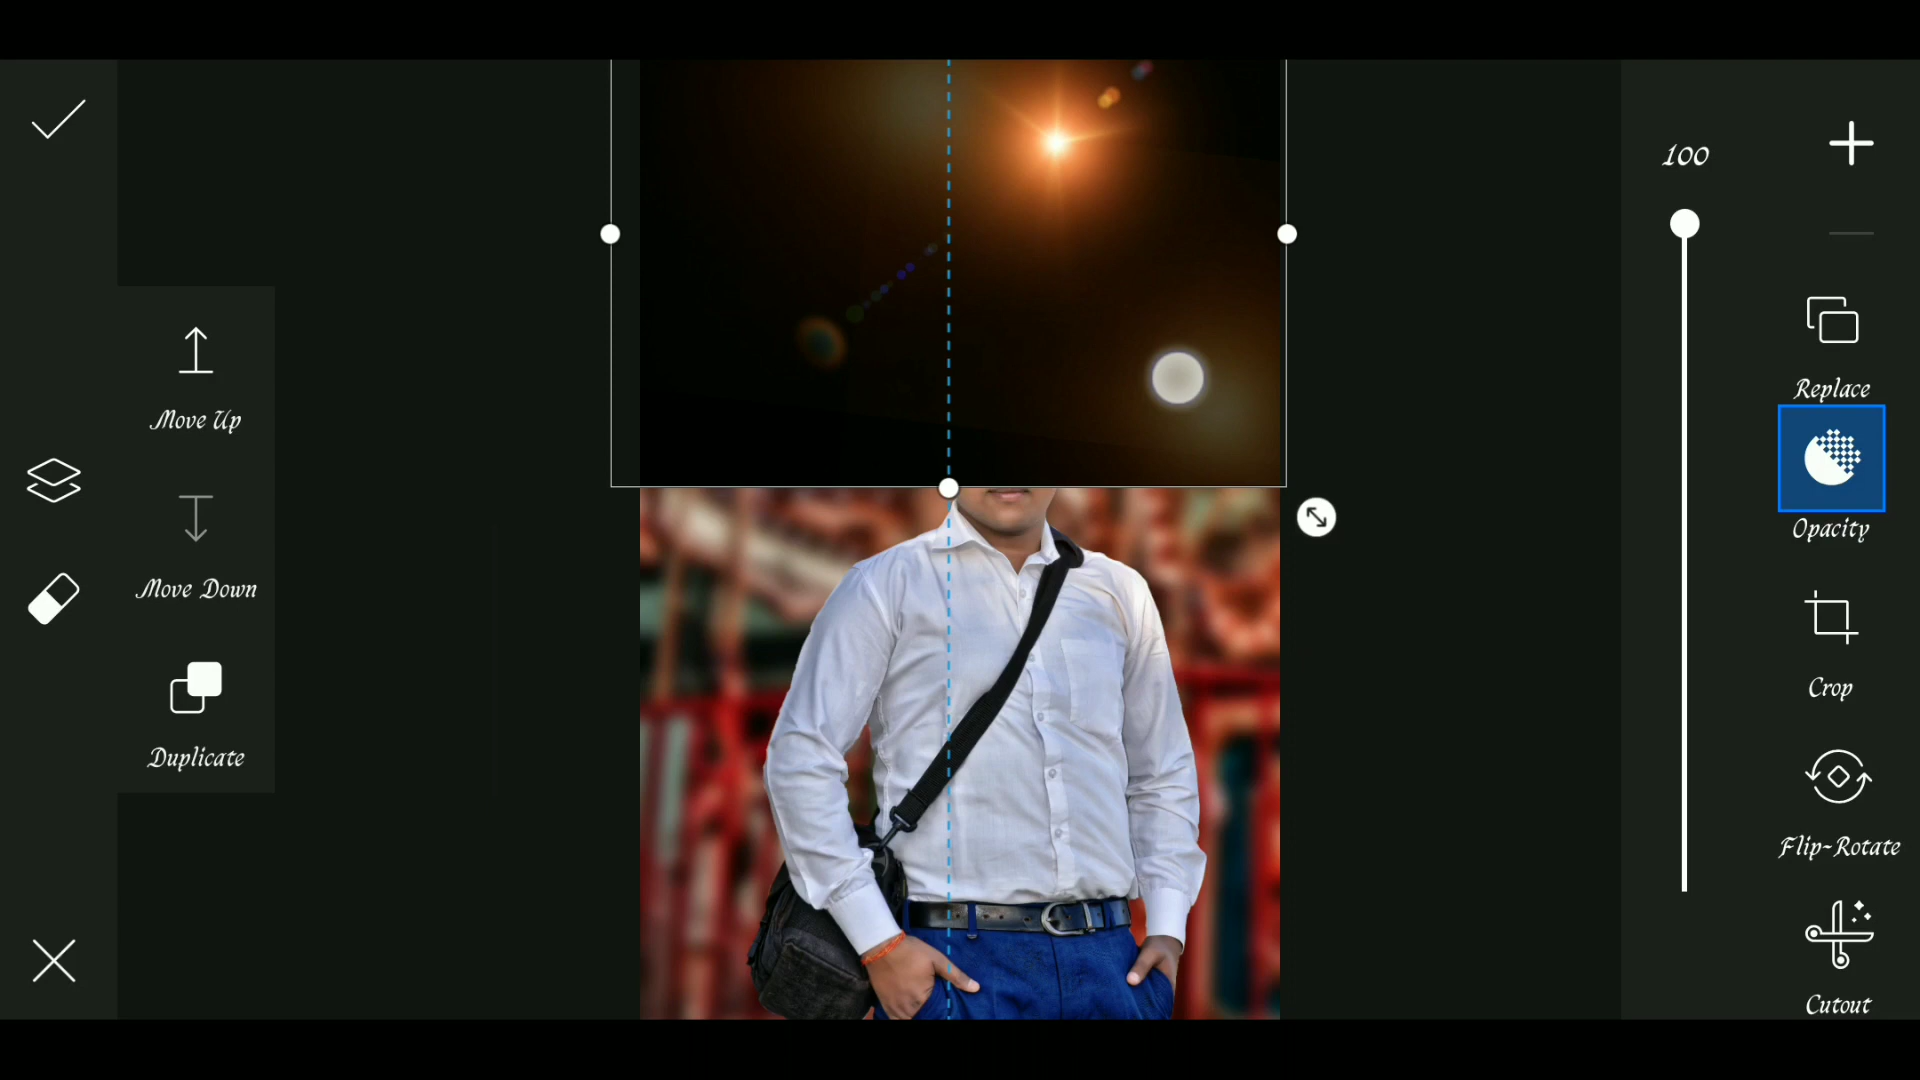 100
Move Up
Move Down
Duplicate
Replace
Opacity
Crop
Flip-Rotate
Cutout